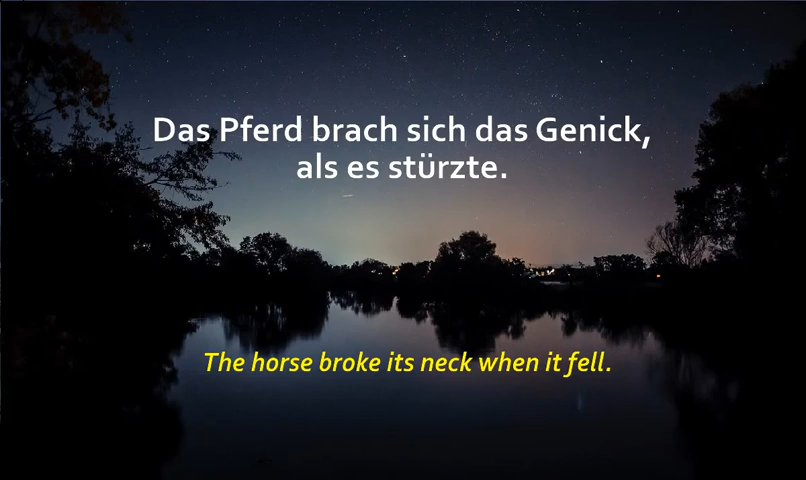 Das Pferd brach sich das Genick,
als es stürzte.
The horse broke its neck when it fell.